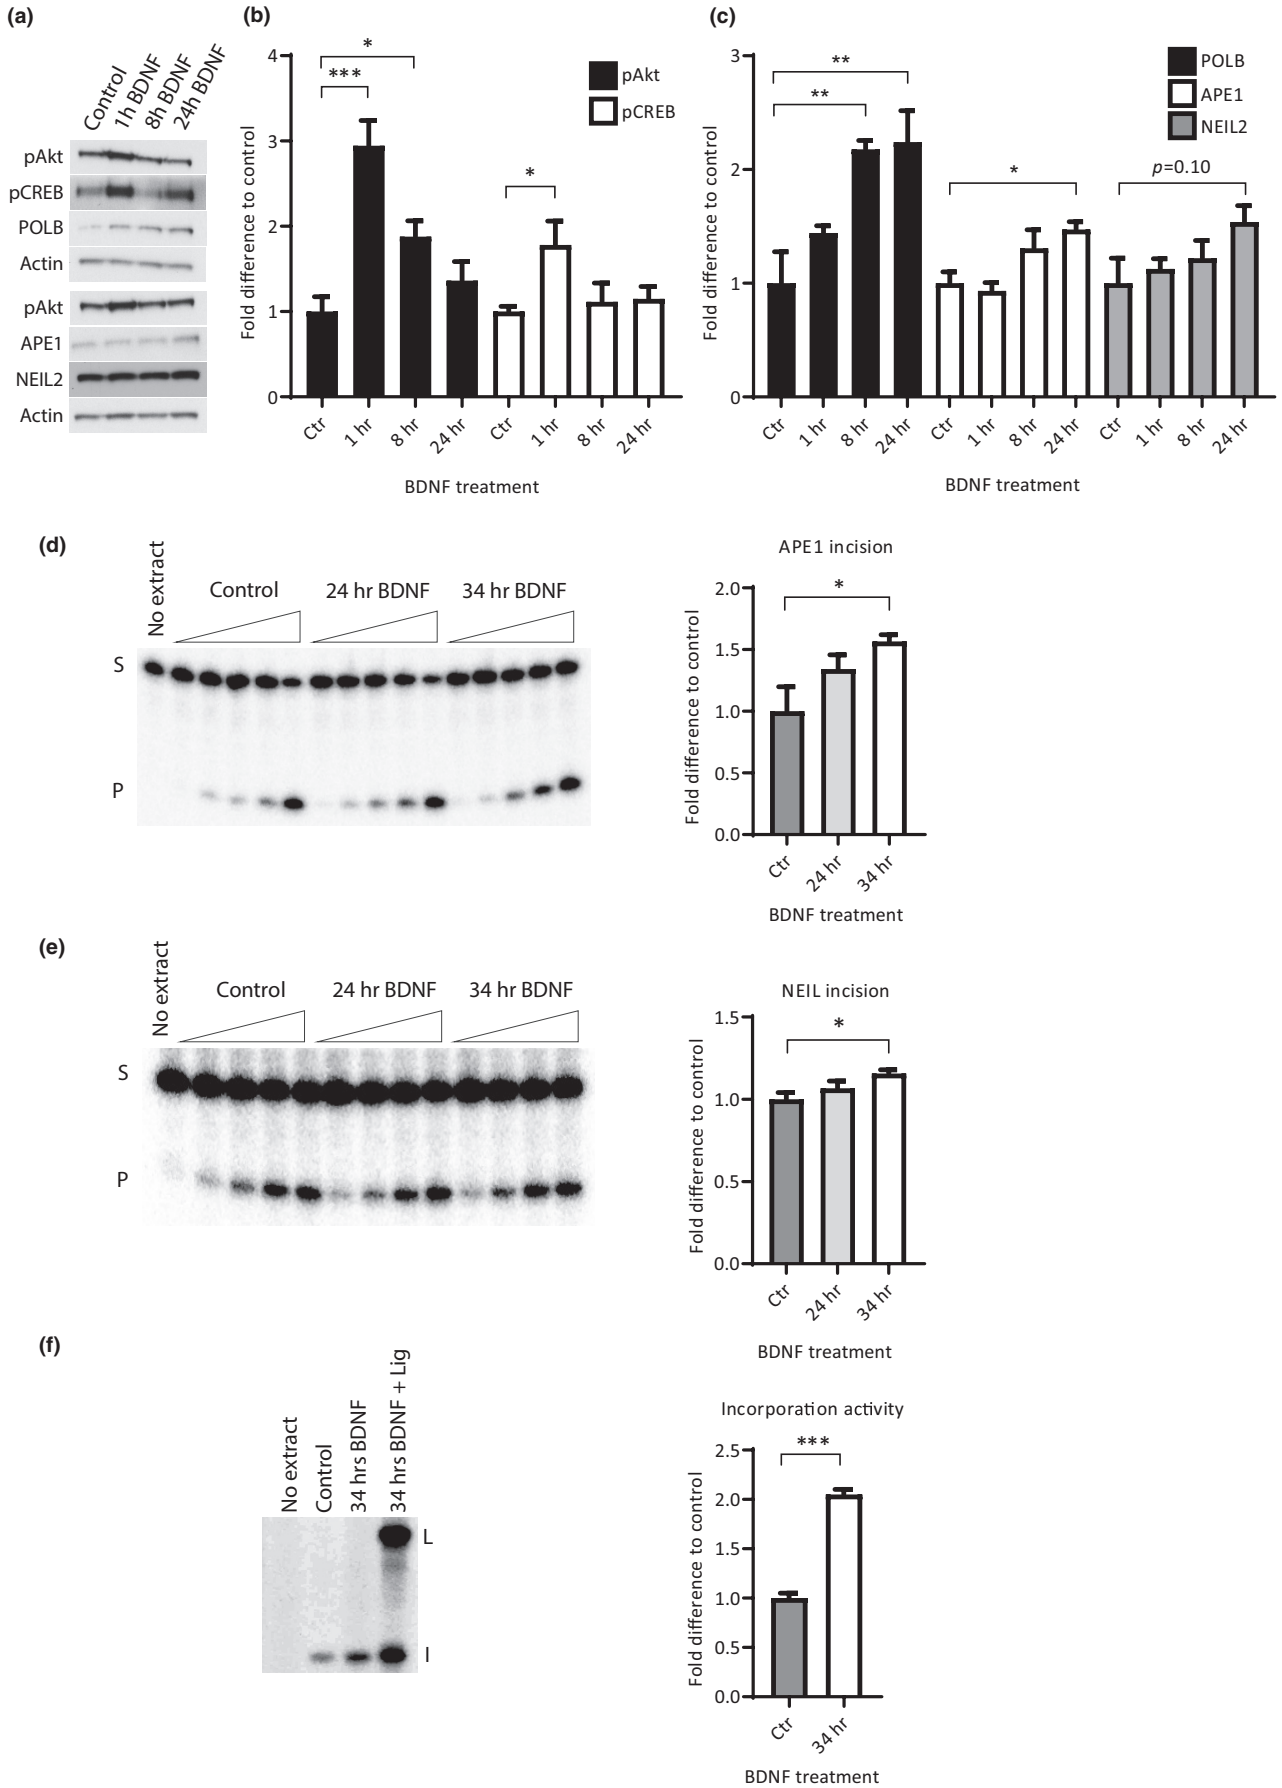 (a)
Control
1h BDNF
8h BDNF
24h BDNF
pAkt
pCREB
POLB
Actin
pAkt
APE1
NEIL2
Actin
(b)
Fold difference to control
4
3
2
1
0
*
***
*
pAkt
pCREB
Ctr
1 hr
8 hr
24 hr
Ctr
1 hr
8 hr
24 hr
BDNF treatment
(c)
Fold difference to control
3
2
1
0
**
**
*
p=0.10
POLB
APE1
NEIL2
Ctr
1 hr
8 hr
24 hr
Ctr
1 hr
8 hr
24 hr
Ctr
1 hr
8 hr
24 hr
BDNF treatment
(d)
No extract
Control
24 hr BDNF
34 hr BDNF
S
P
APE1 incision
Fold difference to control
2.0
1.5
1.0
0.5
0.0
*
Ctr
24 hr
34 hr
BDNF treatment
(e)
No extract
Control
24 hr BDNF
34 hr BDNF
S
P
NEIL incision
Fold difference to control
1.5
1.0
0.5
0.0
*
Ctr
24 hr
34 hr
BDNF treatment
(f)
No extract
Control
34 hrs BDNF
34 hrs BDNF + Lig
L
I
Incorporation activity
Fold difference to control
2.5
2.0
1.5
1.0
0.5
0.0
***
Ctr
34 hr
BDNF treatment